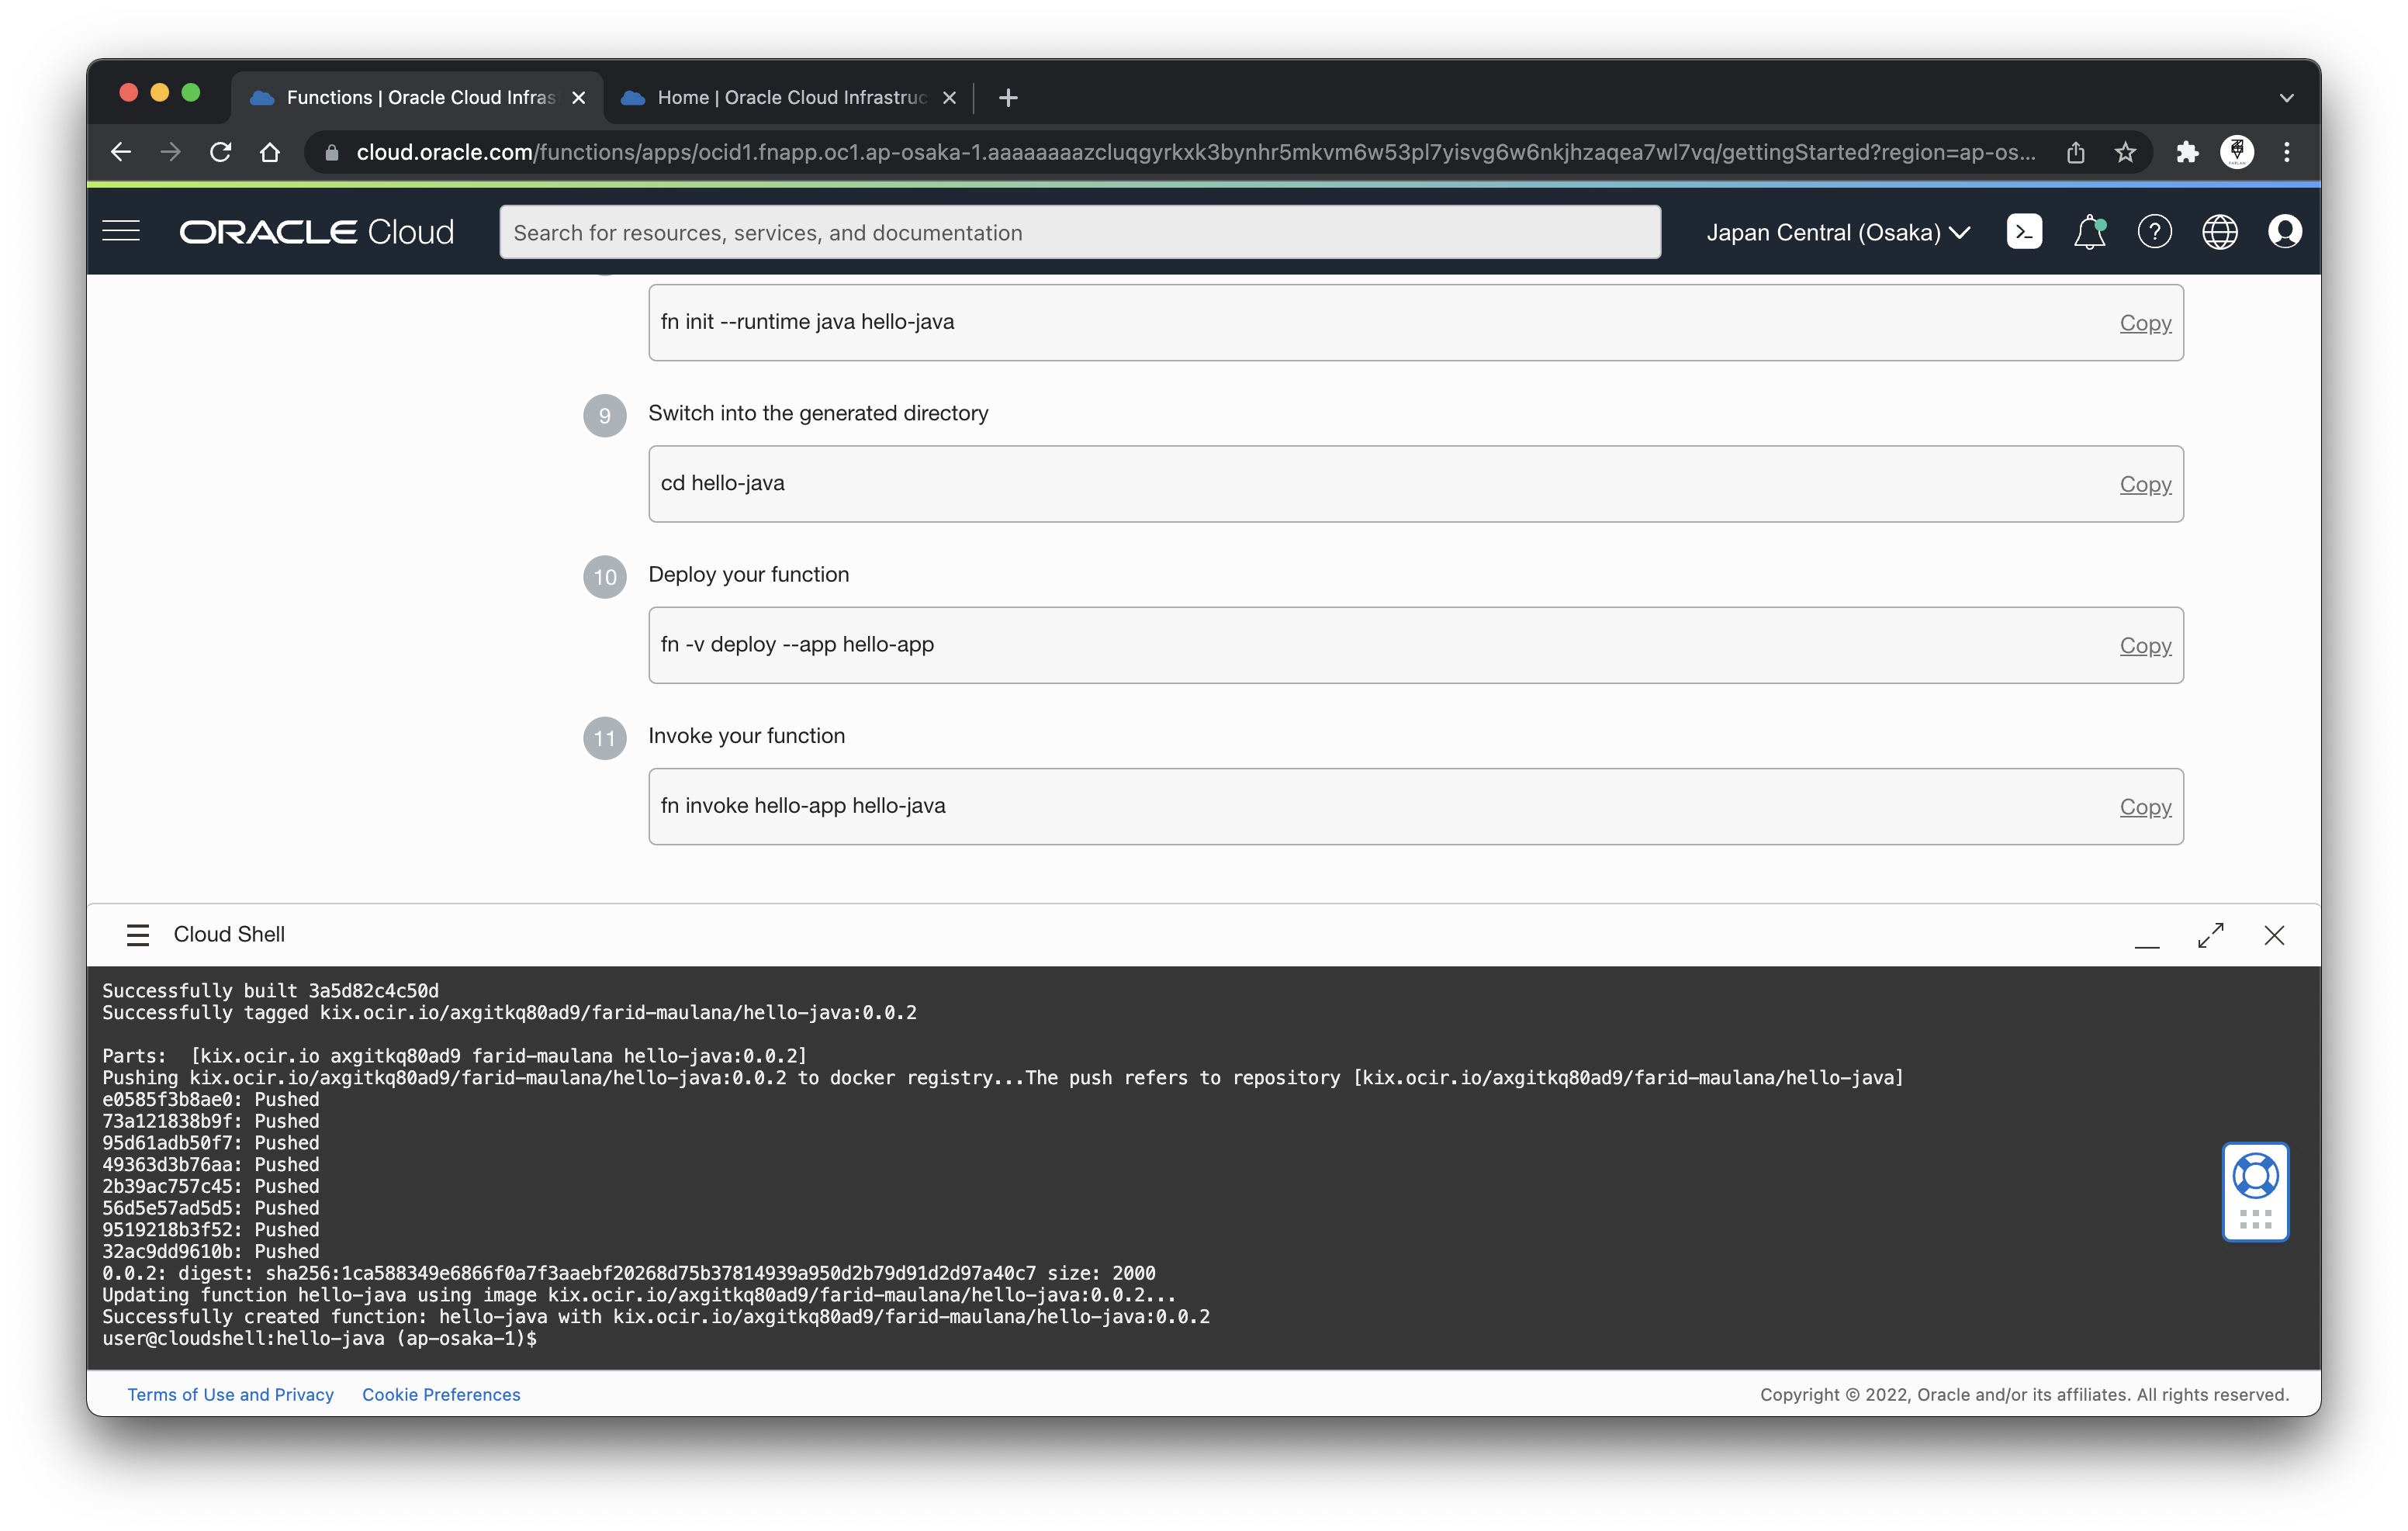 Functions | Oracle Cloud Infras
Home | Oracle Cloud Infrastruc
cloud.oracle.com/functions/apps/ocid1.fnapp.oc1.ap-osaka-1.aaaaaaaazcluqgyrkxk3bynhr5mkvm6w53pl7yisvg6w6nkjhzaqea7wl7vq/gettingStarted?region=ap-os...
ORACLE Cloud
Search for resources, services, and documentation
Japan Central (Osaka)
fn init --runtime java hello-java
Copy
9
Switch into the generated directory
cd hello-java
Copy
10
Deploy your function
fn -v deploy --app hello-app
Copy
11
Invoke your function
fn invoke hello-app hello-java
Copy
Cloud Shell
Successfully built 3a5d82c4c50d
Successfully tagged kix.ocir.io/axgitkq80ad9/farid-maulana/hello-java:0.0.2
Parts:  [kix.ocir.io axgitkq80ad9 farid-maulana hello-java:0.0.2]
Pushing kix.ocir.io/axgitkq80ad9/farid-maulana/hello-java:0.0.2 to docker registry...The push refers to repository [kix.ocir.io/axgitkq80ad9/farid-maulana/hello-java]
e0585f3b8ae0: Pushed
73a121838b9f: Pushed
95d61adb50f7: Pushed
49363d3b76aa: Pushed
2b39ac757c45: Pushed
56d5e57ad5d5: Pushed
9519218b3f52: Pushed
32ac9dd9610b: Pushed
0.0.2: digest: sha256:1ca588349e6866f0a7f3aaebf20268d75b37814939a950d2b79d91d2d97a40c7 size: 2000
Updating function hello-java using image kix.ocir.io/axgitkq80ad9/farid-maulana/hello-java:0.0.2...
Successfully created function: hello-java with kix.ocir.io/axgitkq80ad9/farid-maulana/hello-java:0.0.2
user@cloudshell:hello-java (ap-osaka-1)$
Terms of Use and Privacy
Cookie Preferences
Copyright © 2022, Oracle and/or its affiliates. All rights reserved.